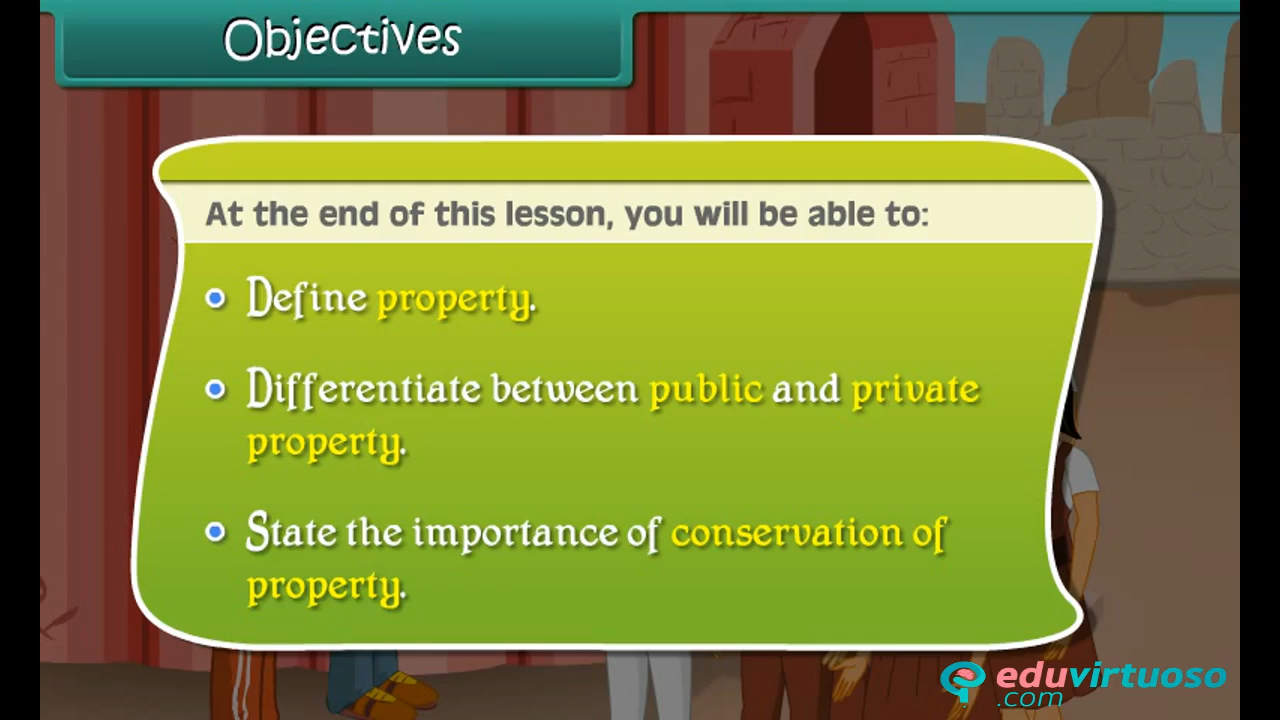 Objectives
At the end of this lesson, you will be able to:
Define property.
Differentiate between public and private
property.
State the importance of conservation of
property.
eduvirtuoso
.com